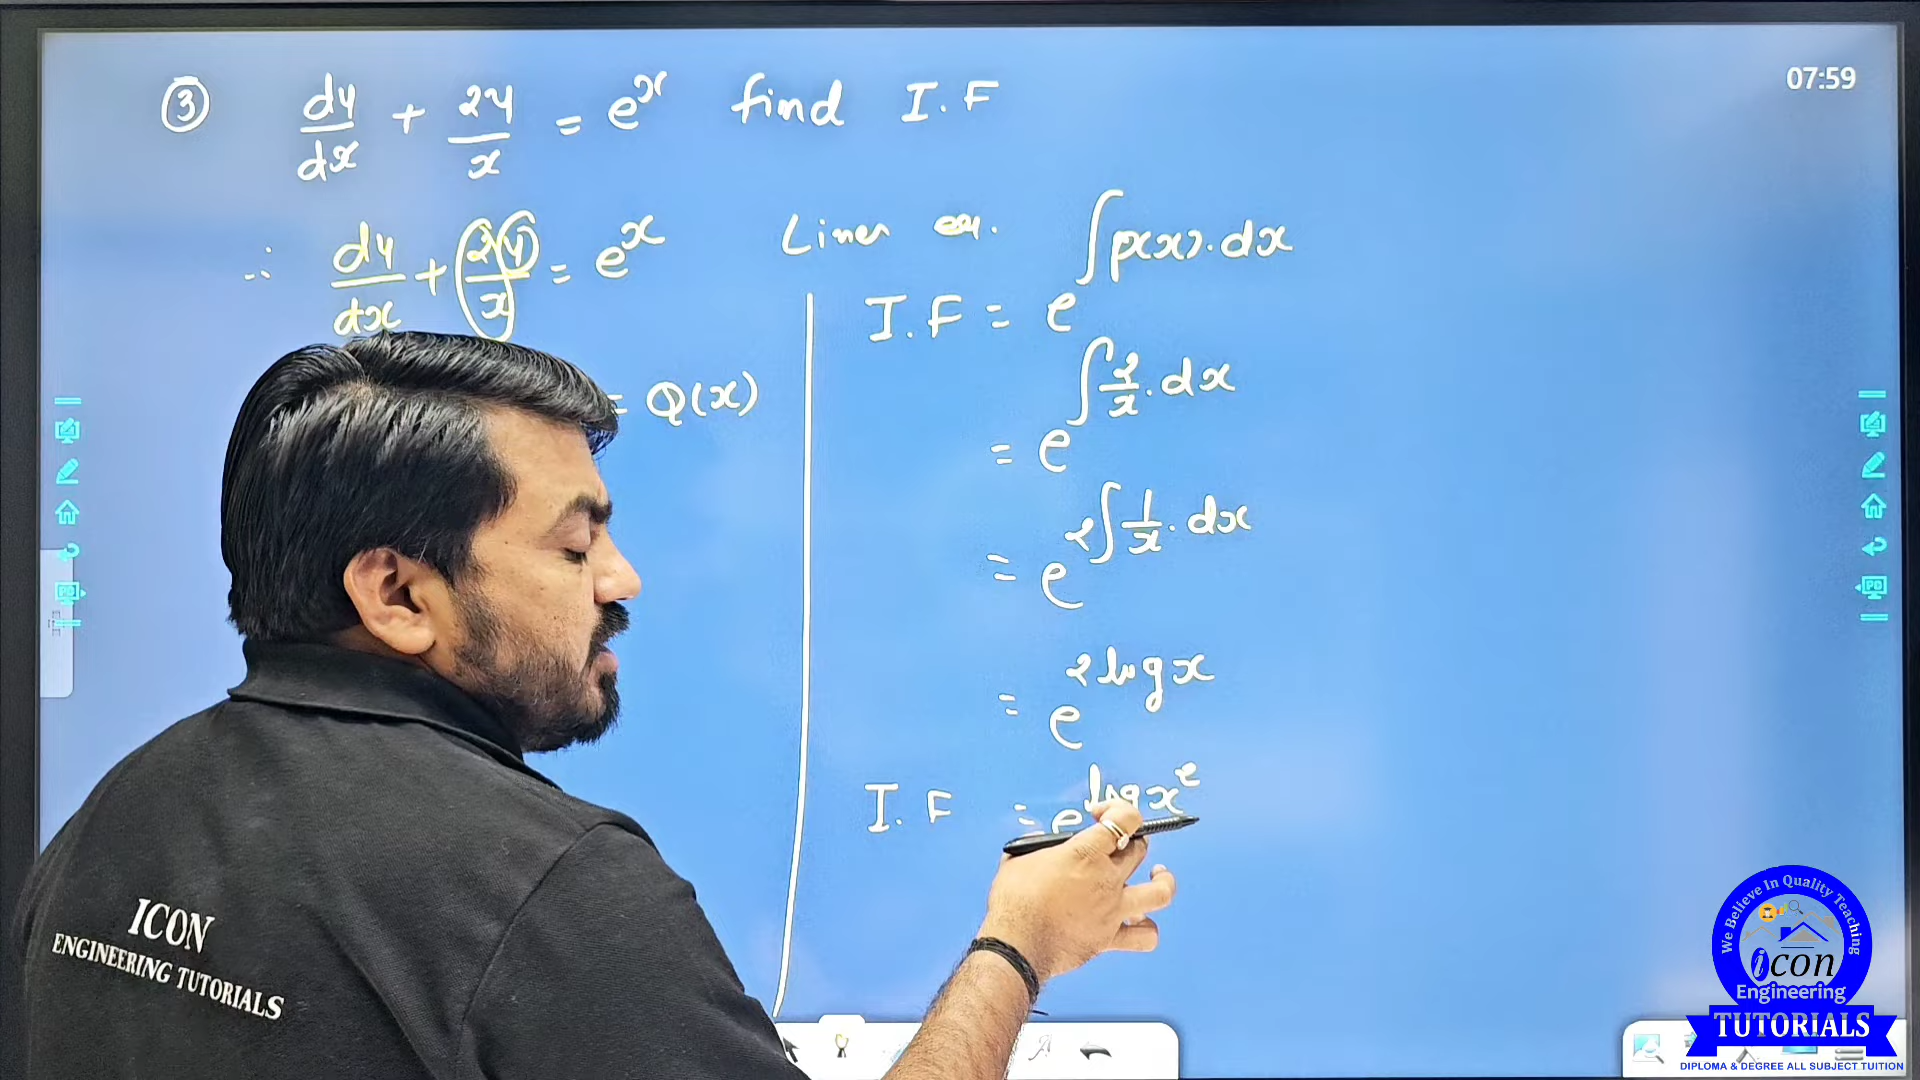 07:59
③ dy/dx + 2y/x = e^x find I.F
∴ dy/dx + 2y/x = e^x
= Q(x)
Liner eq.
I.F = e^∫p(x).dx
= e^∫2/x.dx
= e^2∫1/x.dx
= e^2logx
I.F = e^logx^2
ICON
ENGINEERING TUTORIALS
We Believe In Quality Teaching
icon
Engineering
TUTORIALS
DIPLOMA & DEGREE ALL SUBJECT TUITION